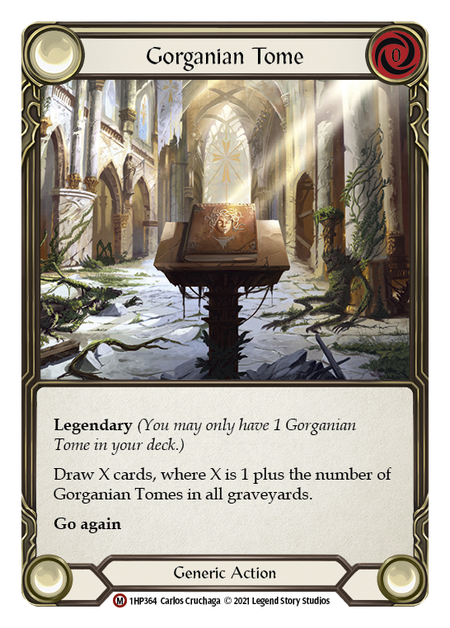 Gorganian Tome
0
Legendary (You may only have 1 Gorganian
Tome in your deck.)
Draw X cards, where X is 1 plus the number of
Gorganian Tomes in all graveyards.
Go again
Generic Action
M 1HP364 Carlos Cruchaga © 2021 Legend Story Studios